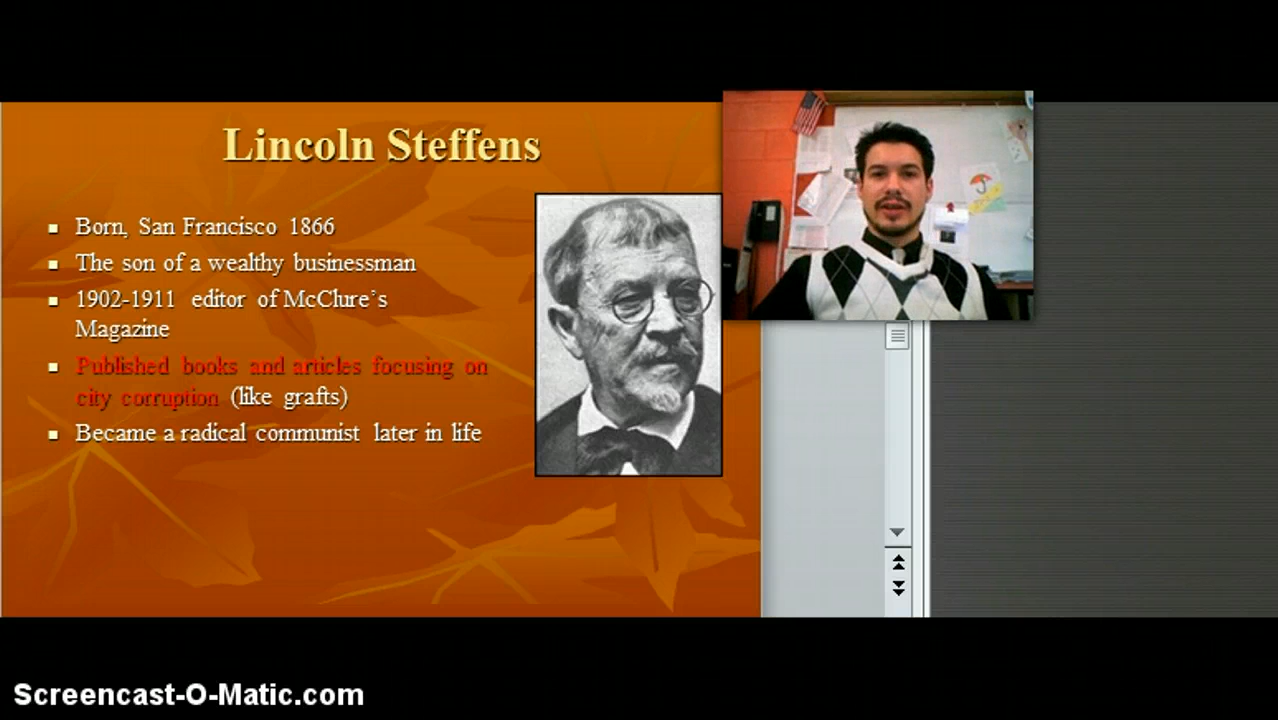 Lincoln Steffens
Born, San Francisco 1866
The son of a wealthy businessman
1902-1911 editor of McClure's
Magazine
Published books and articles focusing on
city corruption (like grafts)
Became a radical communist later in life
Screencast-O-Matic.com